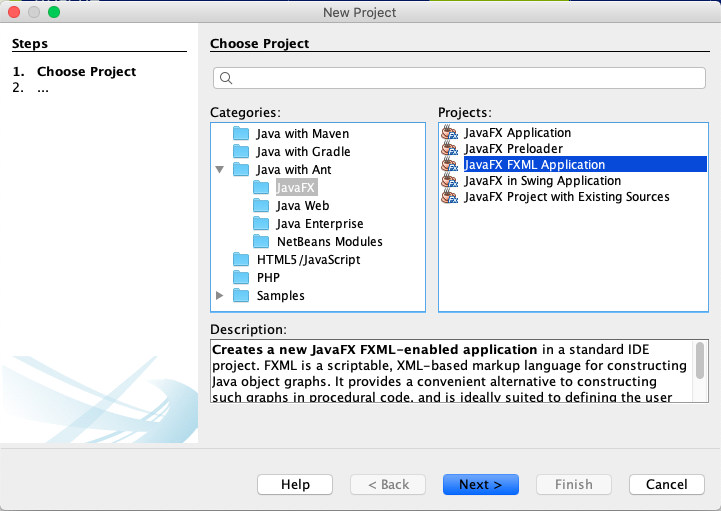 New Project
Steps
1. Choose Project
2. ...
Choose Project
Categories:
Java with Maven
Java with Gradle
Java with Ant
JavaFX
Java Web
Java Enterprise
NetBeans Modules
HTML5/JavaScript
PHP
Samples
Projects:
JavaFX Application
JavaFX Preloader
JavaFX FXML Application
JavaFX in Swing Application
JavaFX Project with Existing Sources
Description:
Creates a new JavaFX FXML-enabled application in a standard IDE
project. FXML is a scriptable, XML-based markup language for constructing
Java object graphs. It provides a convenient alternative to constructing
such graphs in procedural code, and is ideally suited to defining the user
Help
< Back
Next >
Finish
Cancel